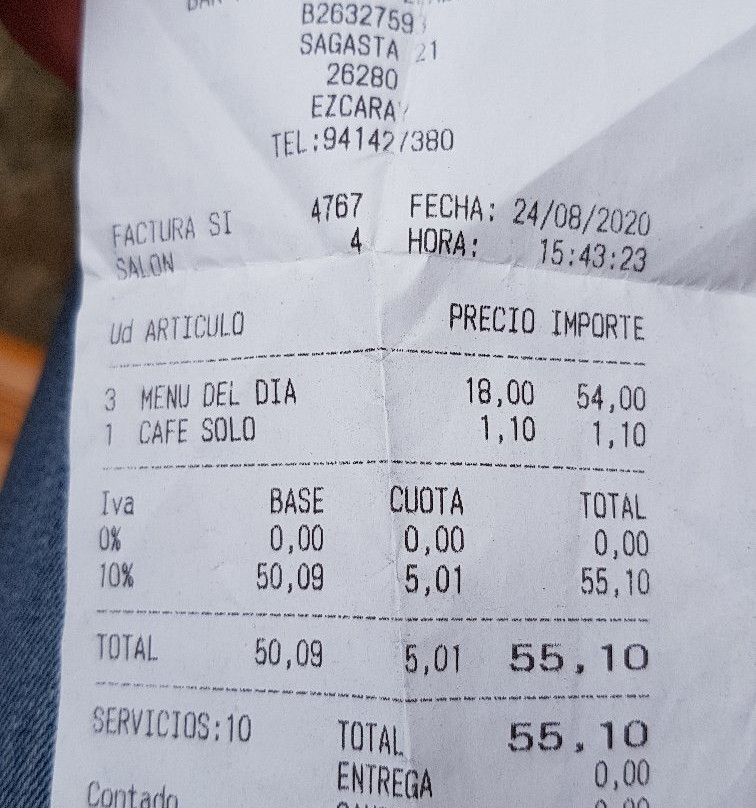 B2632759
SAGASTA 21
26280
EZCARAY
TEL:941427380
FACTURA SI 4767 FECHA: 24/08/2020
SALON 4 HORA: 15:43:23
Ud ARTICULO PRECIO IMPORTE
3 MENU DEL DIA 18,00 54,00
1 CAFE SOLO 1,10 1,10
Iva BASE CUOTA TOTAL
0% 0,00 0,00 0,00
10% 50,09 5,01 55,10
TOTAL 50,09 5,01 55,10
SERVICIOS:10 TOTAL 55,10
ENTREGA 0,00
Contado